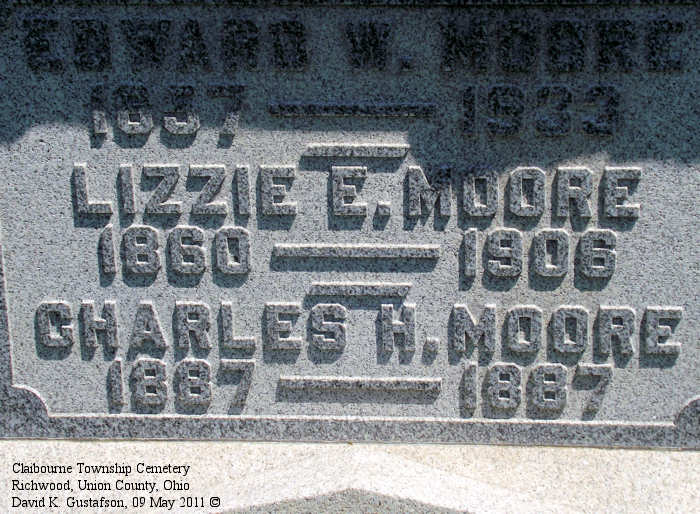 EDWARD W. MOORE
1857 — 1933
LIZZIE E. MOORE
1860 — 1906
CHARLES H. MOORE
1887 — 1887
Claibourne Township Cemetery
Richwood, Union County, Ohio
David K. Gustafson, 09 May 2011 ©